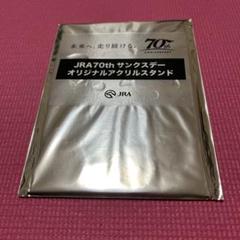 未来へ、走り続ける。
70th
ANNIVERSARY
JRA70th サンクスデー
オリジナルアクリルスタンド
JRA